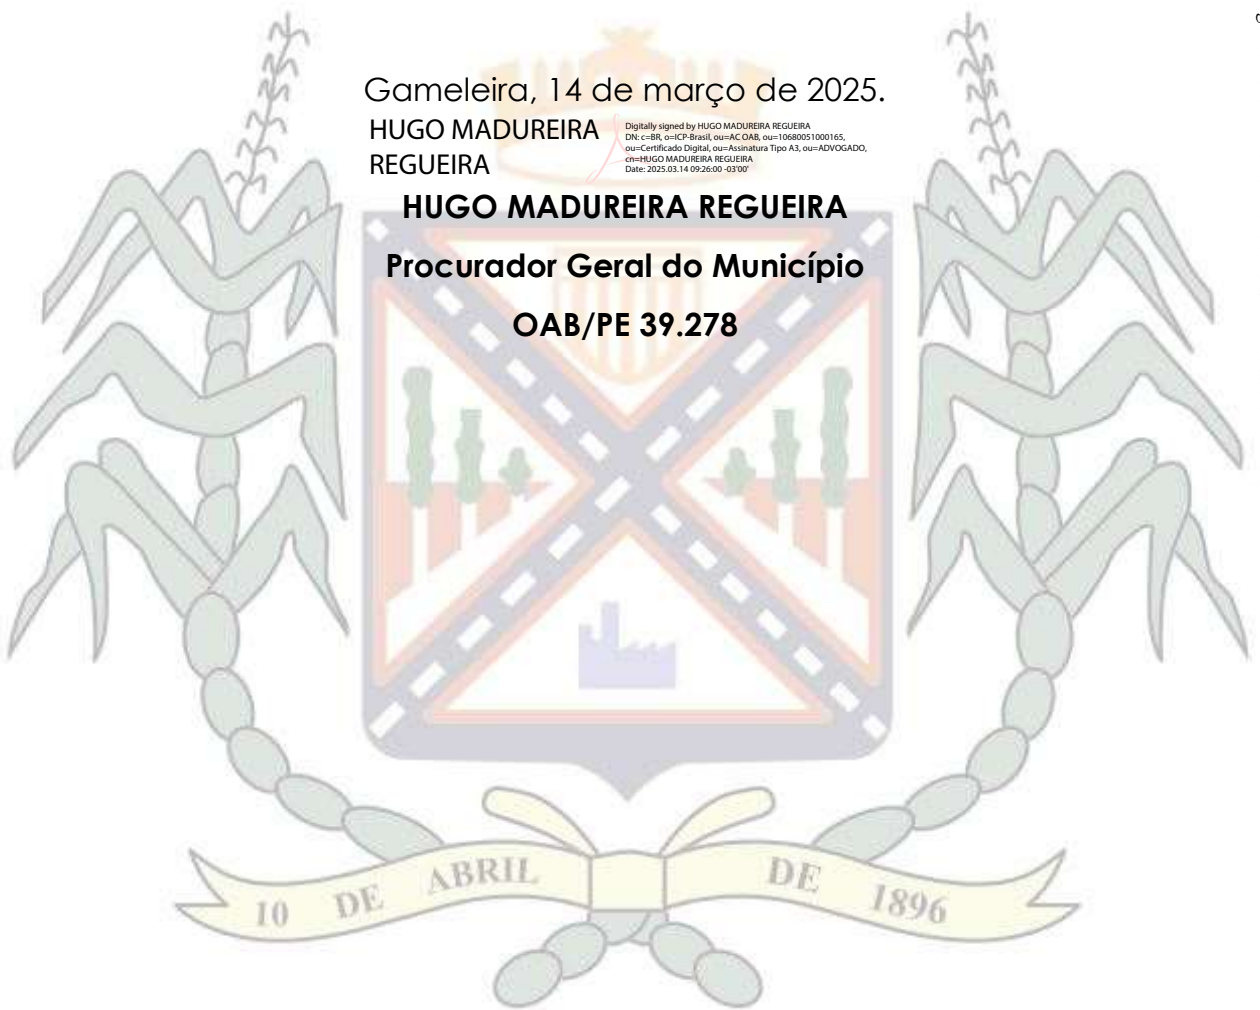 Gameleira, 14 de março de 2025.
HUGO MADUREIRA
REGUEIRA
Digitally signed by HUGO MADUREIRA REGUEIRA
DN: c=BR, o=ICP-Brasil, ou=AC OAB, ou=10680051000165,
ou=Certificado Digital, ou=Assinatura Tipo A3, ou=ADVOGADO,
cn=HUGO MADUREIRA REGUEIRA
Date: 2025.03.14 09:26:00 -03'00'
HUGO MADUREIRA REGUEIRA
Procurador Geral do Município
OAB/PE 39.278
10 DE ABRIL DE 1896